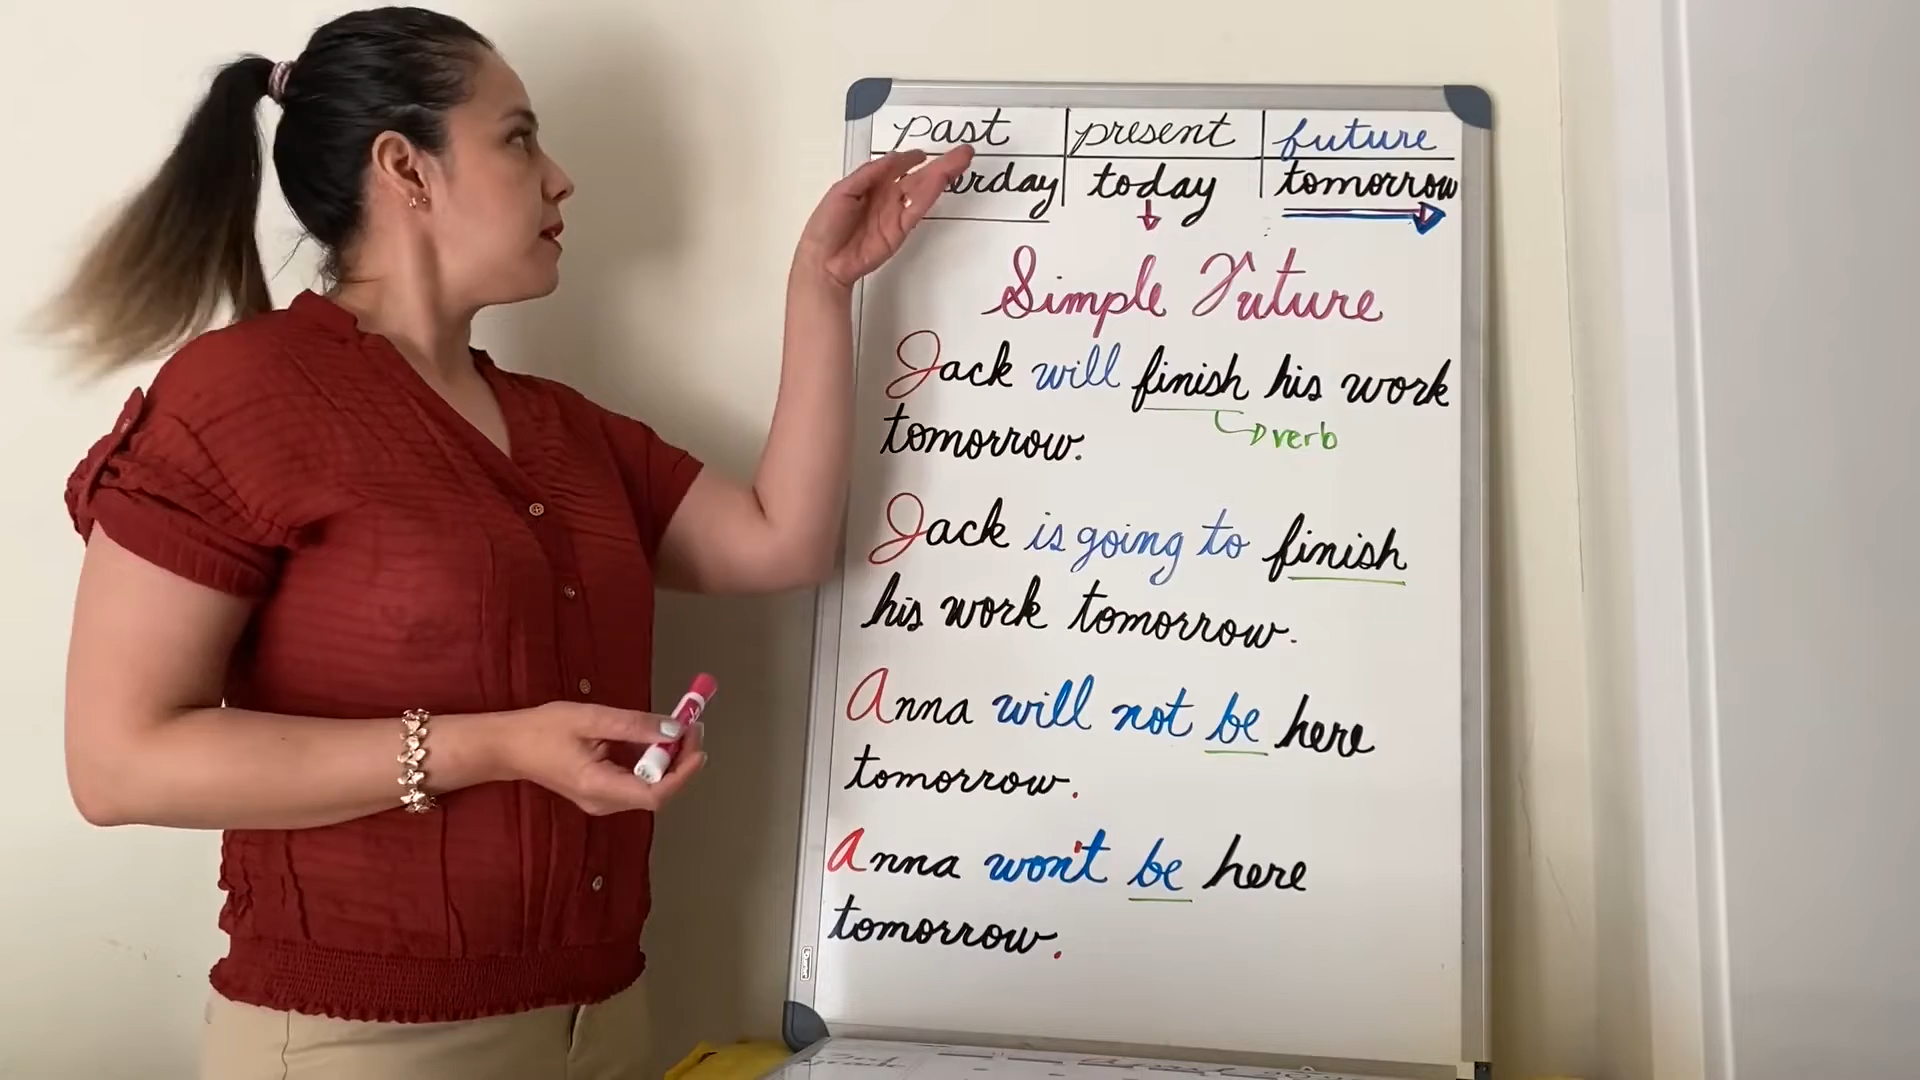 past present future
today tomorrow
Simple Future
Jack will finish his work
verb
tomorrow.
Jack is going to finish
his work tomorrow.
Anna will not be here
tomorrow.
Anna won't be here
tomorrow.